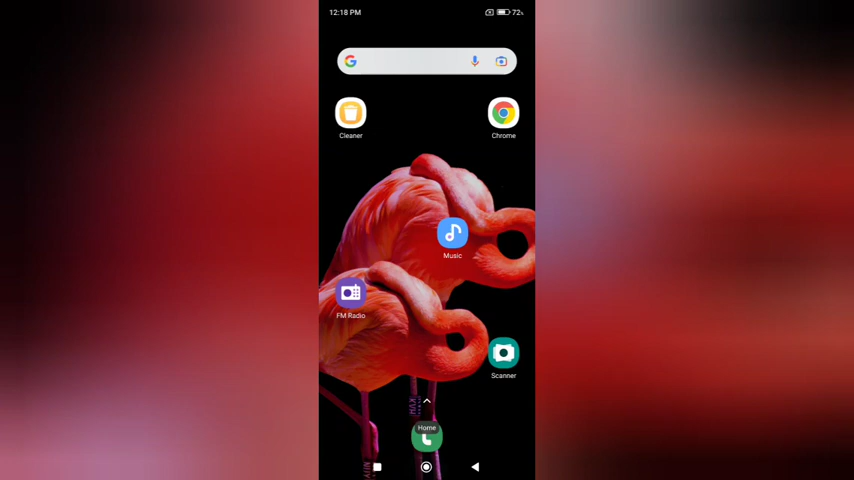 12:18 PM
72%
Cleaner
Chrome
Music
FM Radio
Scanner
Home